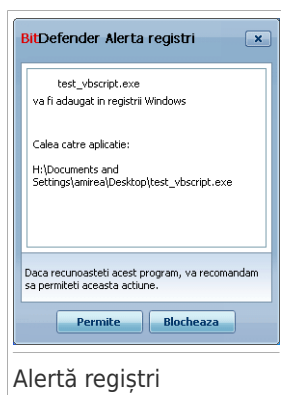 BitDefender Alerta registri
test_vbscript.exe
va fi adaugat in registrii Windows
Calea catre aplicatie:
H:\Documents and
Settings\amirea\Desktop\test_vbscript.exe
Daca recunoasteti acest program, va recomandam
sa permiteti aceasta actiune.
Permite Blocheaza
Alertă regiștri